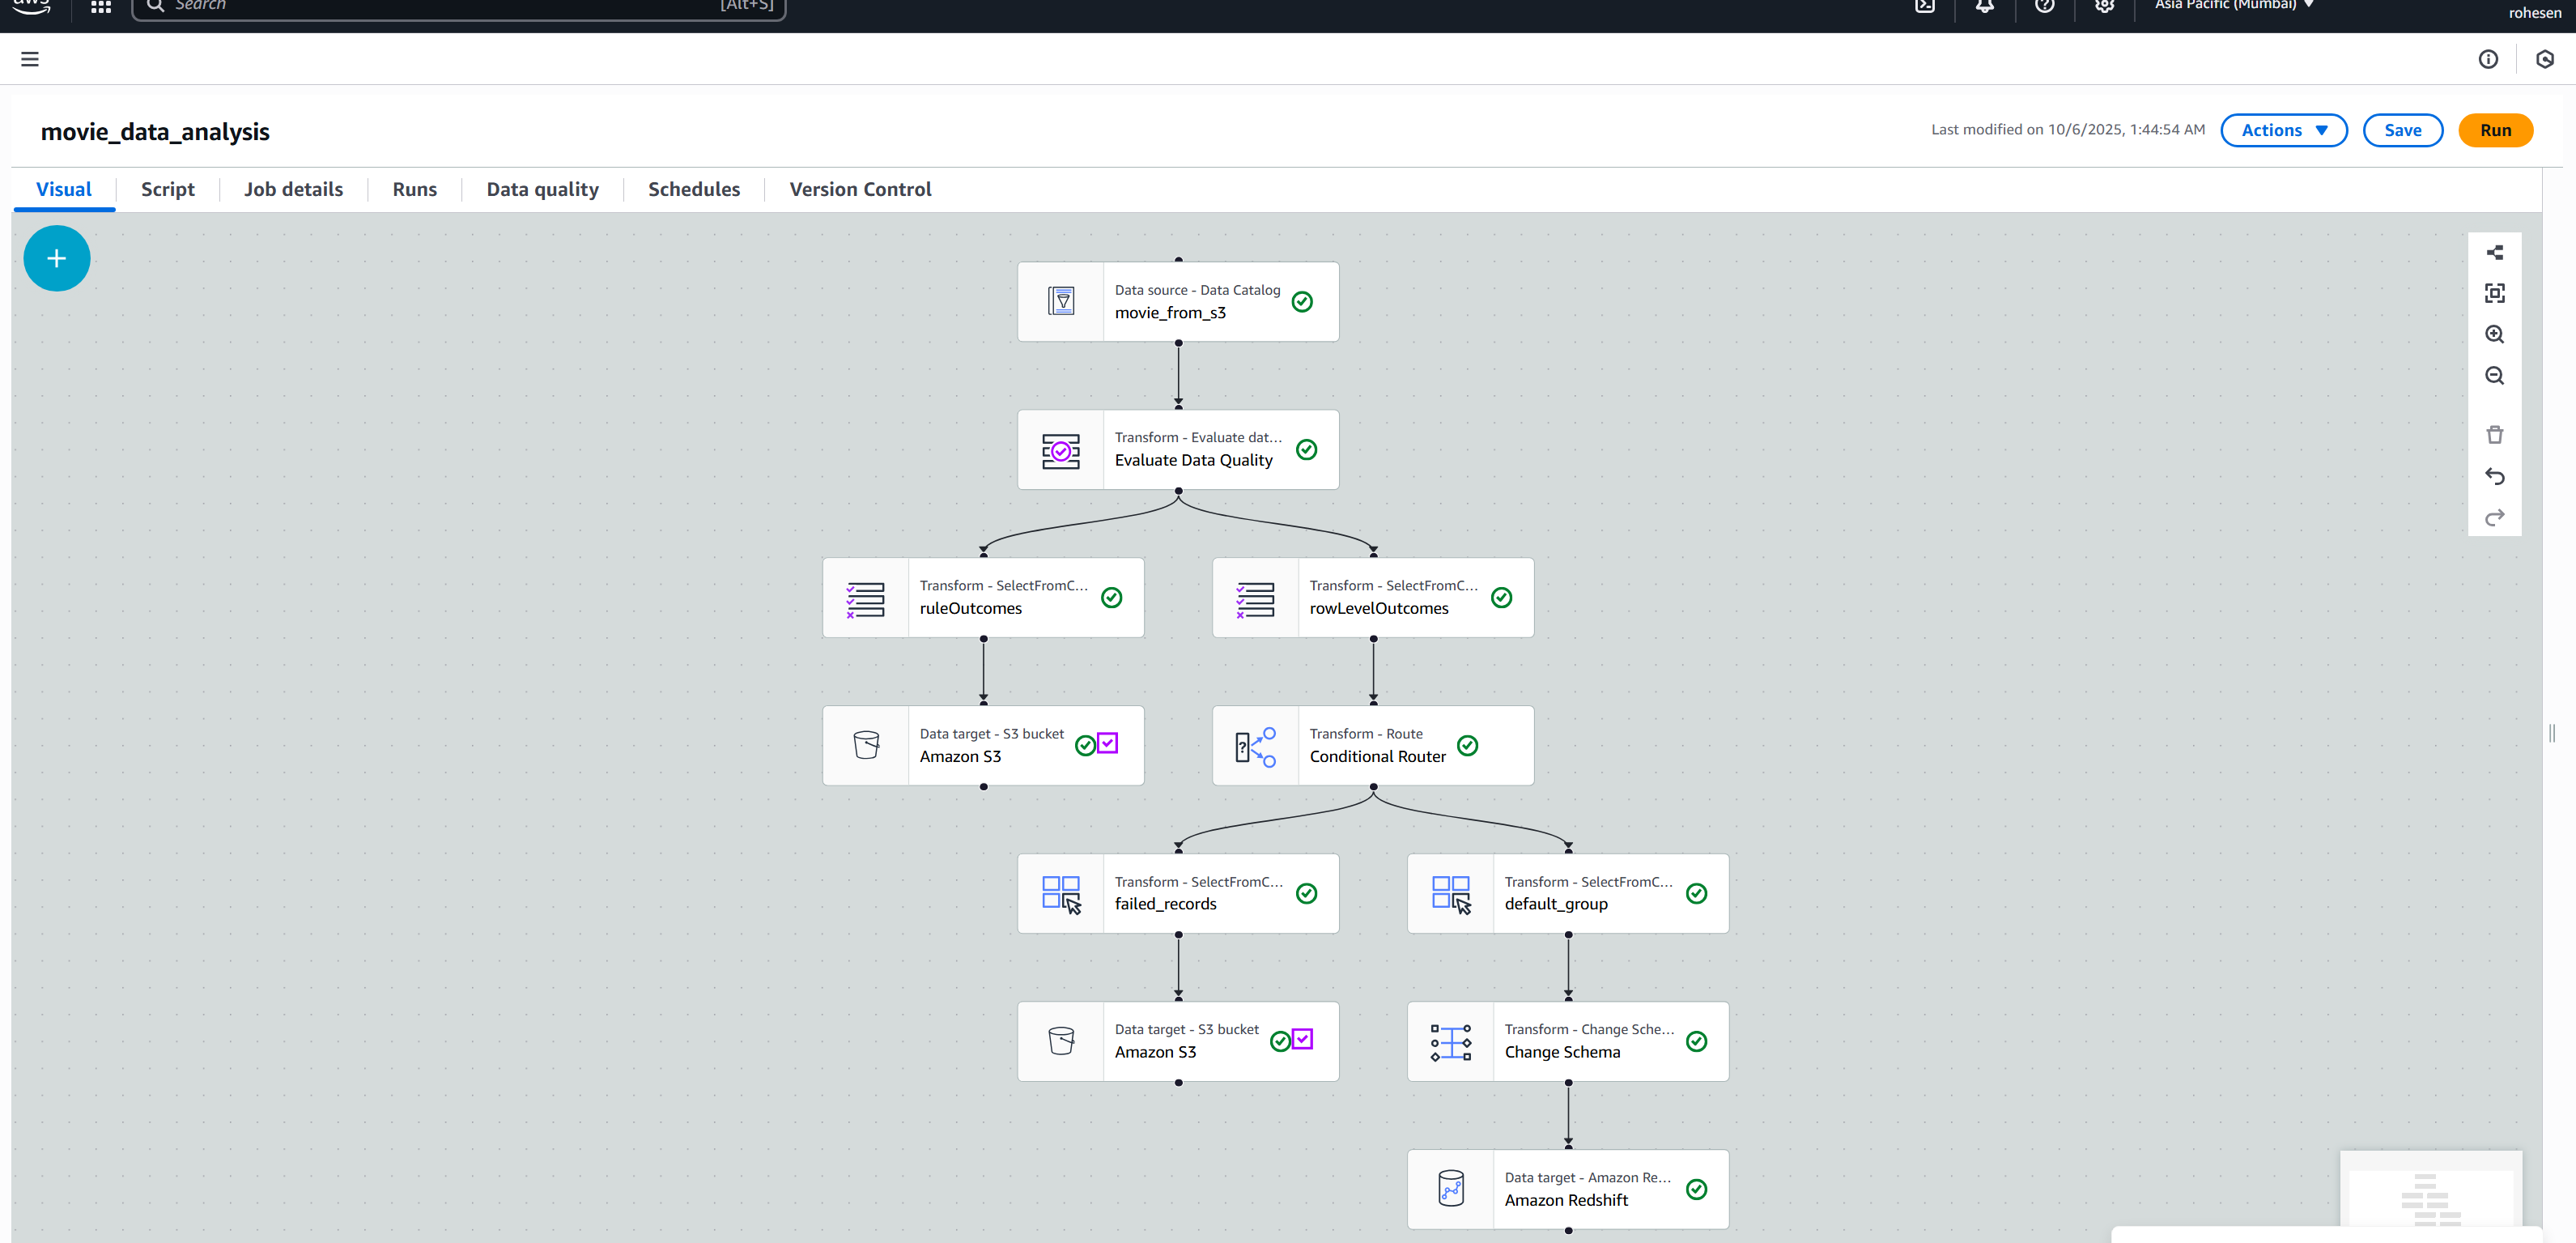 aws
Search
[Alt+S]
Asia Pacific (Mumbai)
rohesen
movie_data_analysis
Last modified on 10/6/2025, 1:44:54 AM
Actions
Save
Run
Visual
Script
Job details
Runs
Data quality
Schedules
Version Control
Data source - Data Catalog
movie_from_s3
Transform - Evaluate dat...
Evaluate Data Quality
Transform - SelectFromC...
ruleOutcomes
Transform - SelectFromC...
rowLevelOutcomes
Data target - S3 bucket
Amazon S3
Transform - Route
Conditional Router
Transform - SelectFromC...
failed_records
Transform - SelectFromC...
default_group
Data target - S3 bucket
Amazon S3
Transform - Change Sche...
Change Schema
Data target - Amazon Re...
Amazon Redshift